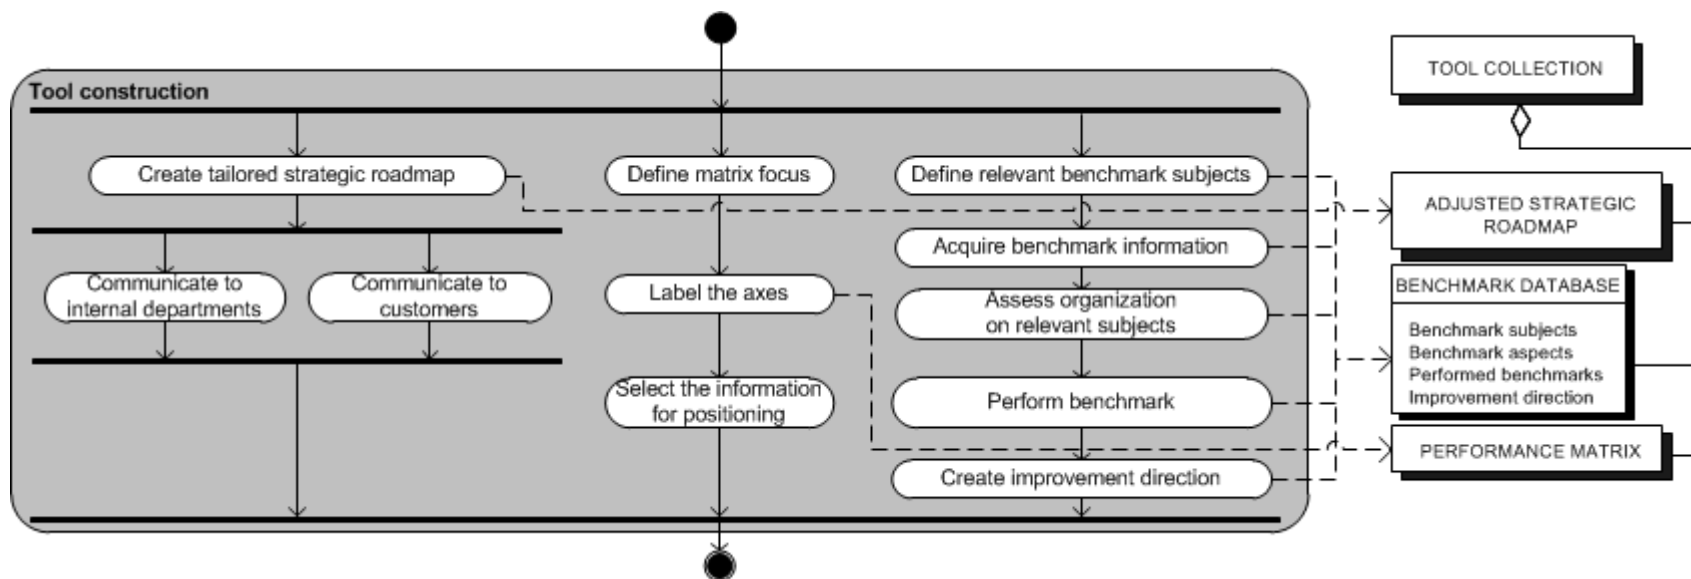 Tool construction
Create tailored strategic roadmap
Communicate to
internal departments
Communicate to
customers
Define matrix focus
Label the axes
Select the information
for positioning
Define relevant benchmark subjects
Acquire benchmark information
Assess organization
on relevant subjects
Perform benchmark
Create improvement direction
TOOL COLLECTION
ADJUSTED STRATEGIC
ROADMAP
BENCHMARK DATABASE
Benchmark subjects
Benchmark aspects
Performed benchmarks
Improvement direction
PERFORMANCE MATRIX